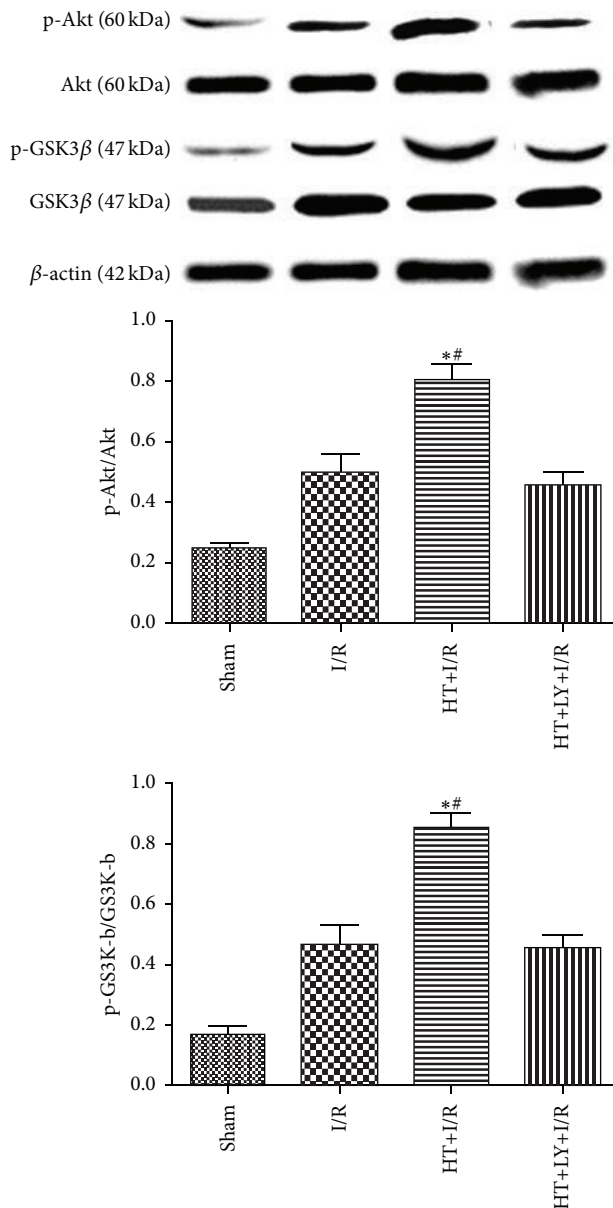 p-Akt (60 kDa)
Akt (60 kDa)
p-GSK3β (47 kDa)
GSK3β (47 kDa)
β-actin (42 kDa)
1.0
0.8
0.6
0.4
0.2
0.0
p-Akt/Akt
*#
Sham
I/R
HT+I/R
HT+LY+I/R
1.0
0.8
0.6
0.4
0.2
0.0
p-GS3K-b/GS3K-b
*#
Sham
I/R
HT+I/R
HT+LY+I/R